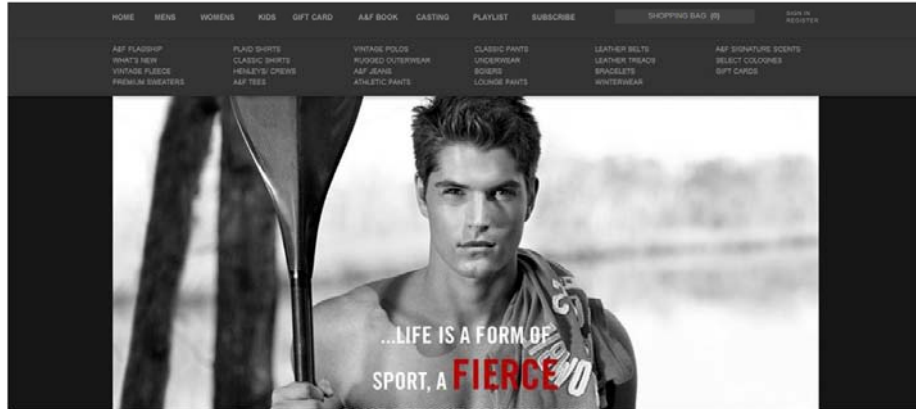 HOME MENS WOMENS KIDS GIFT CARD A&F BOOK CASTING PLAYLIST SUBSCRIBE SHOPPING BAG (0) SIGN IN
REGISTER
A&F FLAGSHIP PLAID SHIRTS VINTAGE POLOS CLASSIC PANTS LEATHER BELTS A&F SIGNATURE SCENTS
WHAT'S NEW CLASSIC SHIRTS RUGGED OUTERWEAR UNDERWEAR LEATHER TREADS SELECT COLOGNES
VINTAGE FLEECE HENLEYS/ CREWS A&F JEANS BOXERS BRACELETS GIFT CARDS
PREMIUM SWEATERS A&F TEES ATHLETIC PANTS LOUNGE PANTS WINTERWEAR
...LIFE IS A FORM OF
SPORT, A FIERCE